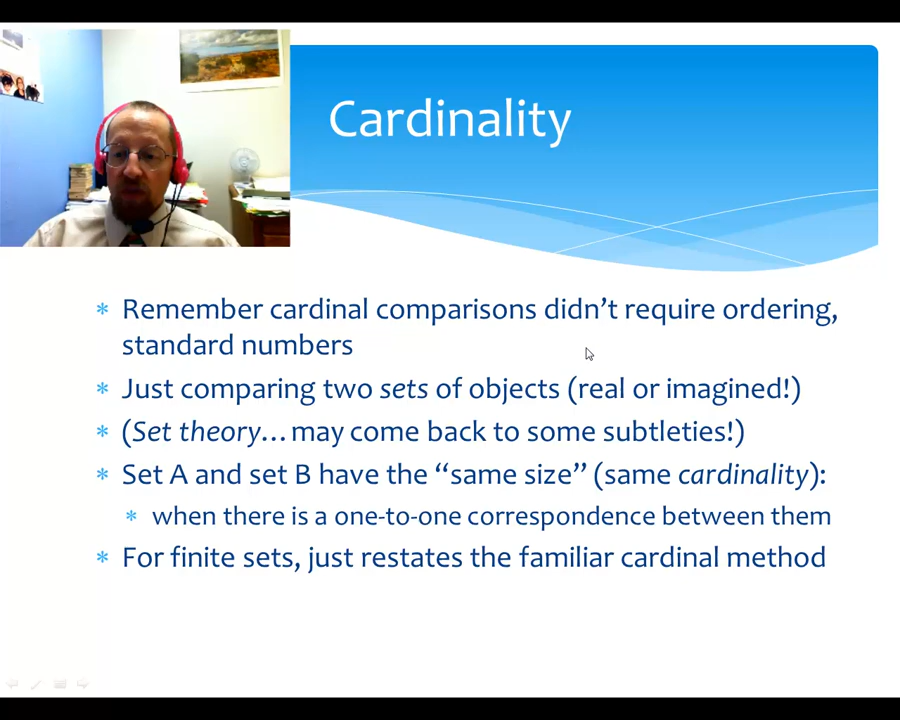 Cardinality
* Remember cardinal comparisons didn’t require ordering,
standard numbers
* Just comparing two sets of objects (real or imagined!)
* (Set theory…may come back to some subtleties!)
* Set A and set B have the “same size” (same cardinality):
* when there is a one-to-one correspondence between them
* For finite sets, just restates the familiar cardinal method